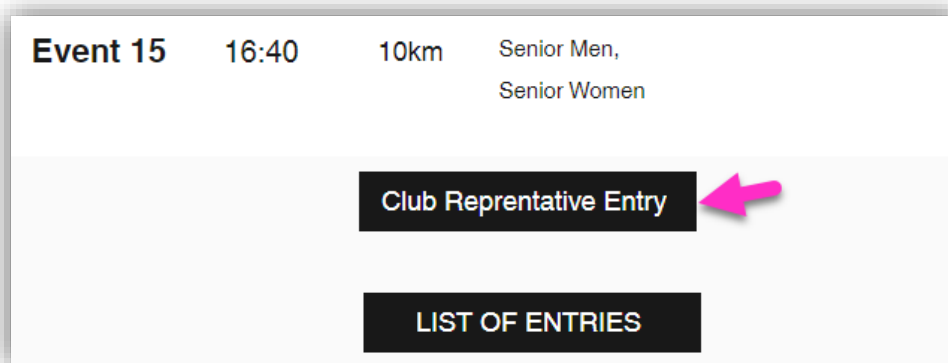 Event 15 16:40 10km Senior Men,
Senior Women
Club Reprentative Entry
LIST OF ENTRIES